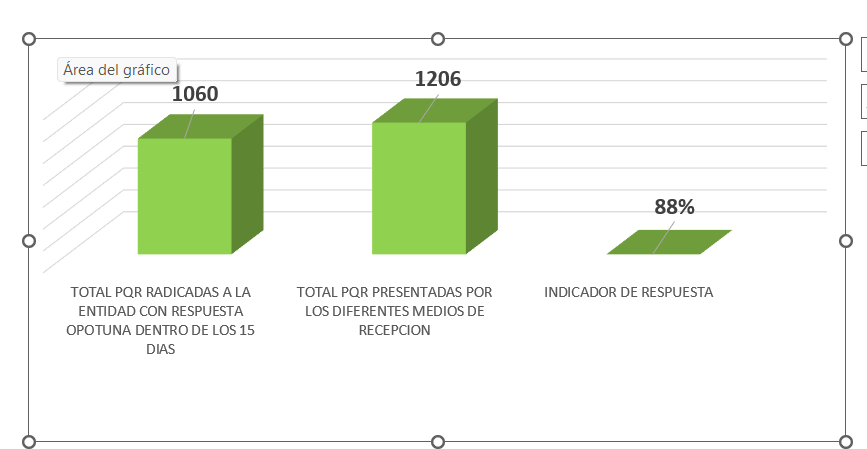 Área del gráfico
1060
1206
88%
TOTAL PQR RADICADAS A LA
ENTIDAD CON RESPUESTA
OPOTUNA DENTRO DE LOS 15
DIAS
TOTAL PQR PRESENTADAS POR
LOS DIFERENTES MEDIOS DE
RECEPCION
INDICADOR DE RESPUESTA